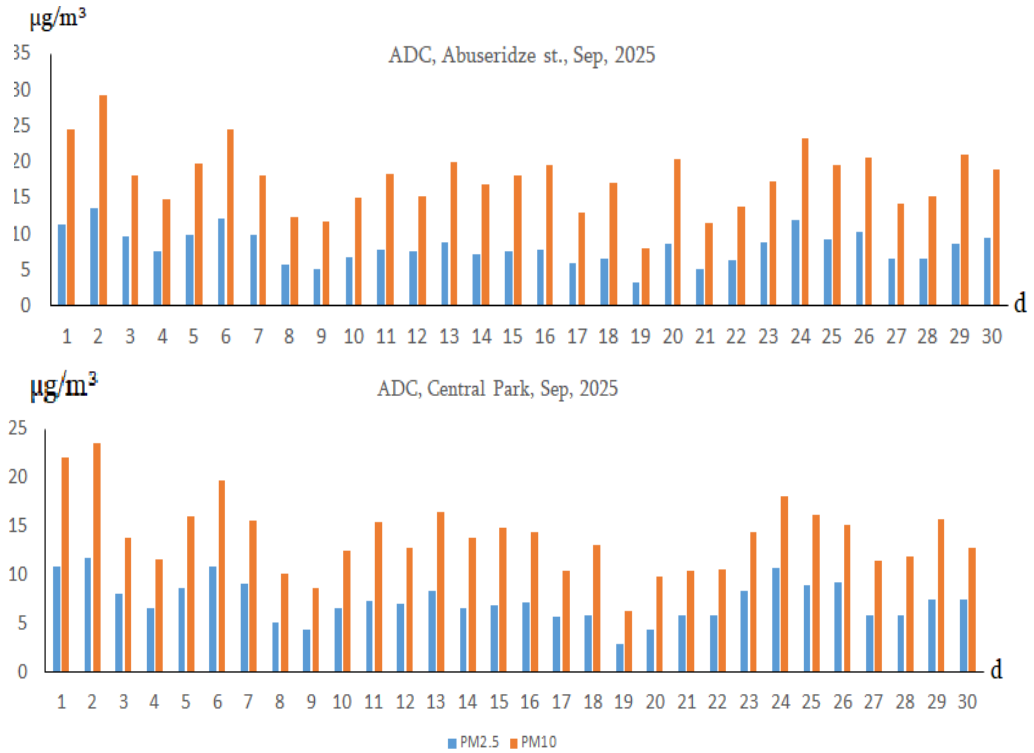 μg/m³
ADC, Abuseridze st., Sep, 2025
35
30
25
20
15
10
5
0
1 2 3 4 5 6 7 8 9 10 11 12 13 14 15 16 17 18 19 20 21 22 23 24 25 26 27 28 29 30 d
μg/m³
ADC, Central Park, Sep, 2025
25
20
15
10
5
0
1 2 3 4 5 6 7 8 9 10 11 12 13 14 15 16 17 18 19 20 21 22 23 24 25 26 27 28 29 30 d
PM2.5 PM10